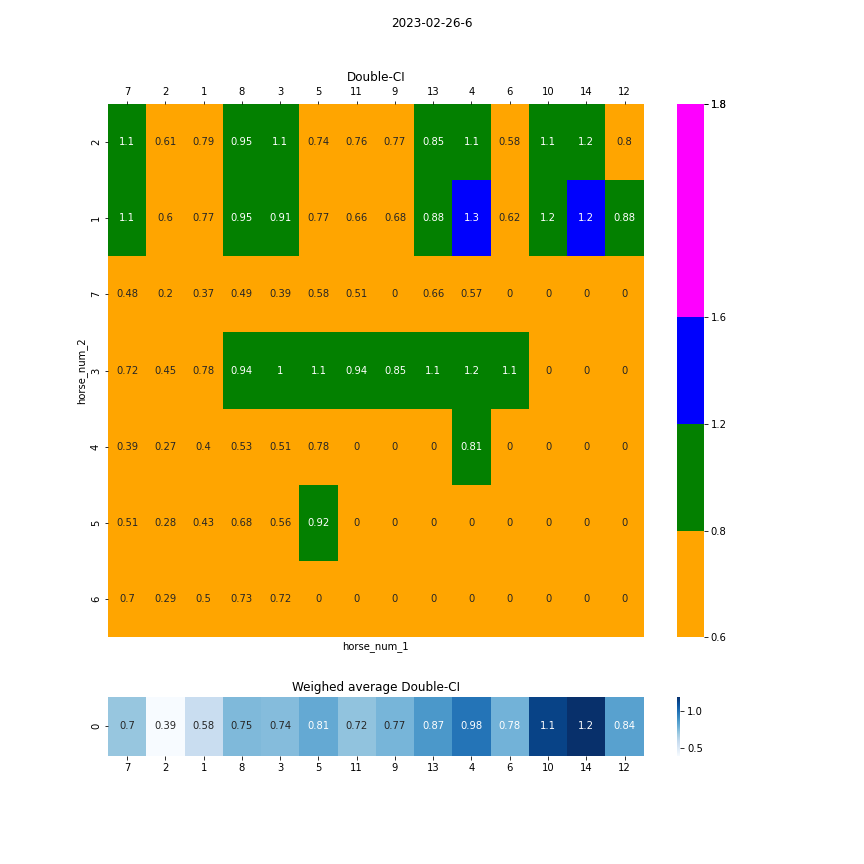 2023-02-26-6
Double-CI
7 2 1 8 3 5 11 9 13 4 6 10 14 12
2 1.1 0.61 0.79 0.95 1.1 0.74 0.76 0.77 0.85 1.1 0.58 1.1 1.2 0.8
1 1.1 0.6 0.77 0.95 0.91 0.77 0.66 0.68 0.88 1.3 0.62 1.2 1.2 0.88
7 0.48 0.2 0.37 0.49 0.39 0.58 0.51 0 0.66 0.57 0 0 0 0
3 0.72 0.45 0.78 0.94 1 1.1 0.94 0.85 1.1 1.2 1.1 0 0 0
4 0.39 0.27 0.4 0.53 0.51 0.78 0 0 0 0.81 0 0 0 0
5 0.51 0.28 0.43 0.68 0.56 0.92 0 0 0 0 0 0 0 0
6 0.7 0.29 0.5 0.73 0.72 0 0 0 0 0 0 0 0 0
horse_num_2
horse_num_1
1.8
1.6
1.2
0.8
0.6
Weighed average Double-CI
0 0.7 0.39 0.58 0.75 0.74 0.81 0.72 0.77 0.87 0.98 0.78 1.1 1.2 0.84
7 2 1 8 3 5 11 9 13 4 6 10 14 12
1.0
0.5